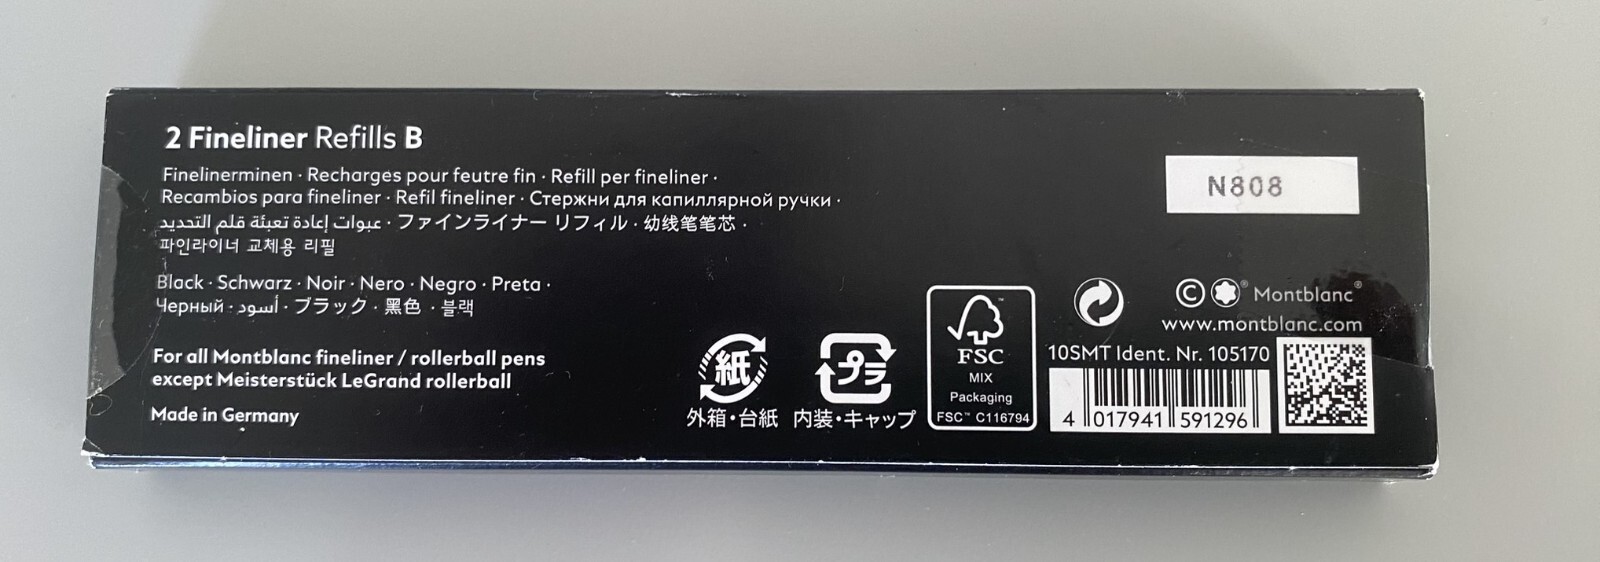 2 Fineliner Refills B
Finelinerminen · Recharges pour feutre fin · Refill per fineliner ·
Recambios para fineliner · Refil fineliner · Стержни для капиллярной ручки ·
عبوات إعادة تعبئة قلم التحديد · ファインライナー リフィル · 幼线笔笔芯 ·
파인라이너 교체용 리필
Black · Schwarz · Noir · Nero · Negro · Preta ·
Черный · أسود · ブラック · 黑色 · 블랙
For all Montblanc fineliner / rollerball pens
except Meisterstück LeGrand rollerball
Made in Germany
紙
外箱・台紙
プラ
内装・キャップ
FSC™
MIX
Packaging
FSC™ C116794
N808
© ® Montblanc®
www.montblanc.com
10SMT Ident. Nr. 105170
4 017941 591296